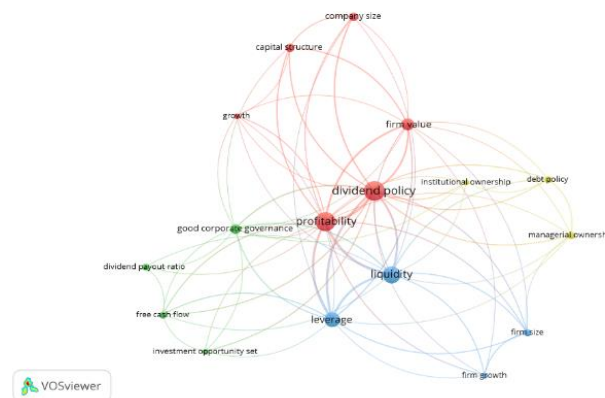 company size
capital structure
growth
firm value
dividend policy
institutional ownership
debt policy
profitability
good corporate governance
managerial ownersh
dividend payout ratio
liquidity
free cash flow
leverage
firm size
investment opportunity set
firm growth
VOSviewer